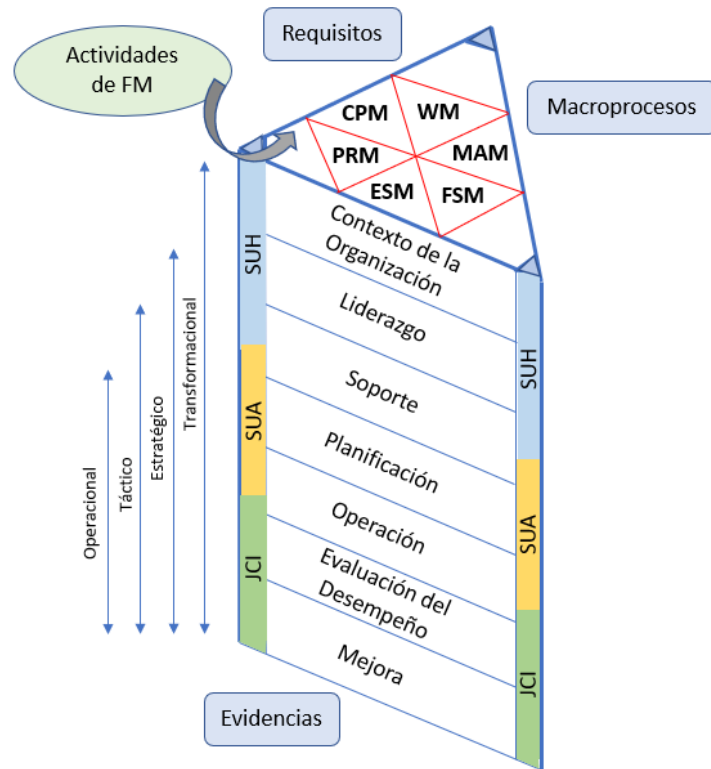 Requisitos
Actividades
de FM
Macroprocesos
CPM
WM
PRM
MAM
ESM
FSM
Contexto de la
Organización
Liderazgo
Soporte
Planificación
Operación
Evaluación del
Desempeño
Mejora
SUH
SUA
JCI
SUH
SUA
JCI
Operacional
Táctico
Estratégico
Transformacional
Evidencias